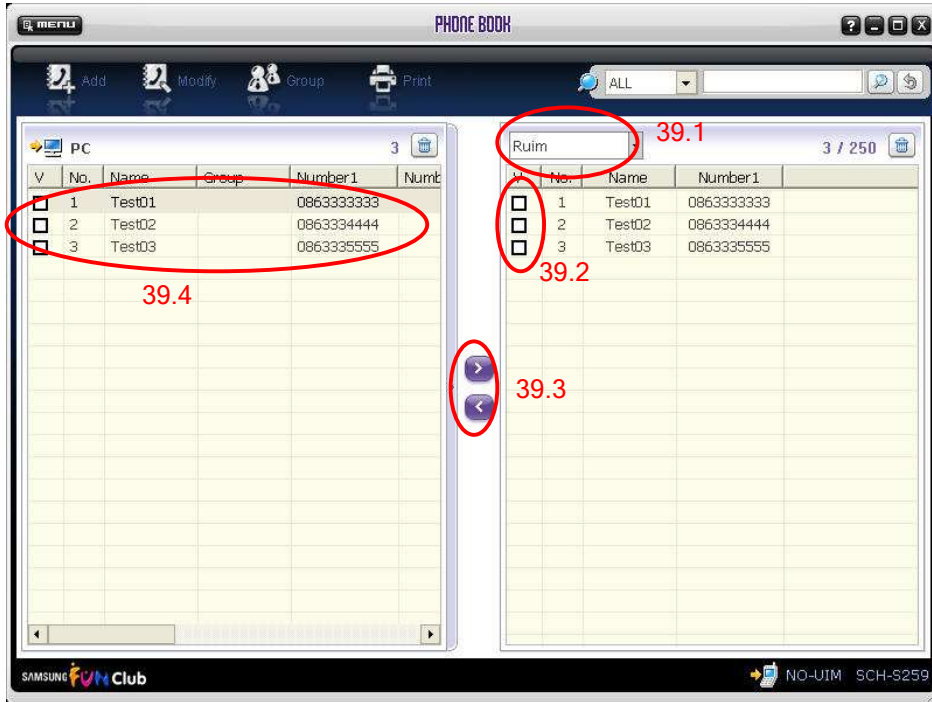 MENU PHONE BOOK ?
Add Modify Group Print ALL
PC 3 Ruim 39.1 3 / 250
V No. Name Group Number1 Numb V No. Name Number1
1 Test01 0863333333 1 Test01 0863333333
2 Test02 0863334444 2 Test02 0863334444
3 Test03 0863335555 3 Test03 0863335555
39.2
39.4
39.3
SAMSUNG FUN Club NO-UIM SCH-S259